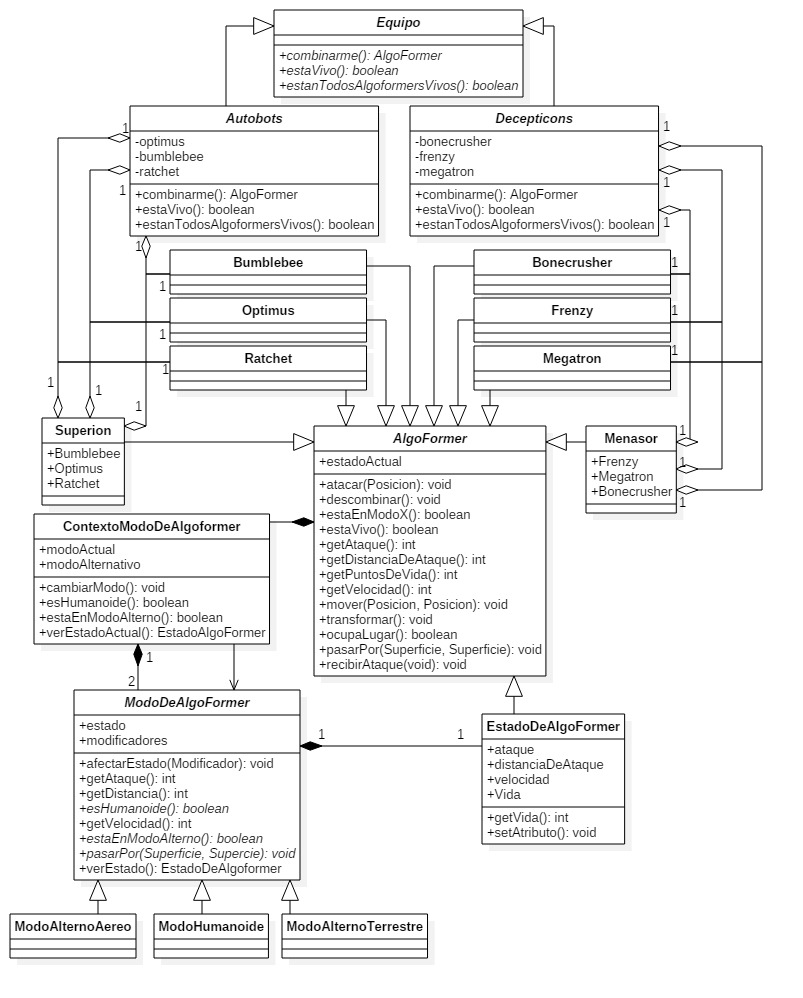 Equipo
+combinarme(): AlgoFormer
+estaVivo(): boolean
+estanTodosAlgoformersVivos(): boolean
Autobots
-optimus
-bumblebee
-ratchet
+combinarme(): AlgoFormer
+estaVivo(): boolean
+estanTodosAlgoformersVivos(): boolean
Decepticons
-bonecrusher
-frenzy
-megatron
+combinarme(): AlgoFormer
+estaVivo(): boolean
+estanTodosAlgoformersVivos(): boolean
1
1
1
1
1
1
Bumblebee
1
Optimus
1
Ratchet
1
Bonecrusher
1
Frenzy
1
Megatron
1
1
1
1
Superion
+Bumblebee
+Optimus
+Ratchet
AlgoFormer
+estadoActual
+atacar(Posicion): void
+descombinar(): void
+estaEnModoX(): boolean
+estaVivo(): boolean
+getAtaque(): int
+getDistanciaDeAtaque(): int
+getPuntosDeVida(): int
+getVelocidad(): int
+mover(Posicion, Posicion): void
+transformar(): void
+ocupaLugar(): boolean
+pasarPor(Superficie, Superficie): void
+recibirAtaque(void): void
Menasor
+Frenzy
+Megatron
+Bonecrusher
1
1
1
ContextoModoDeAlgoformer
+modoActual
+modoAlternativo
+cambiarModo(): void
+esHumanoide(): boolean
+estaEnModoAlterno(): boolean
+verEstadoActual(): EstadoAlgoFormer
1
2
ModoDeAlgoFormer
+estado
+modificadores
+afectarEstado(Modificador): void
+getAtaque(): int
+getDistancia(): int
+esHumanoide(): boolean
+getVelocidad(): int
+estaEnModoAlterno(): boolean
+pasarPor(Superficie, Supercie): void
+verEstado(): EstadoDeAlgoformer
1
1
EstadoDeAlgoFormer
+ataque
+distanciaDeAtaque
+velocidad
+Vida
+getVida(): int
+setAtributo(): void
ModoAlternoAereo
ModoHumanoide
ModoAlternoTerrestre